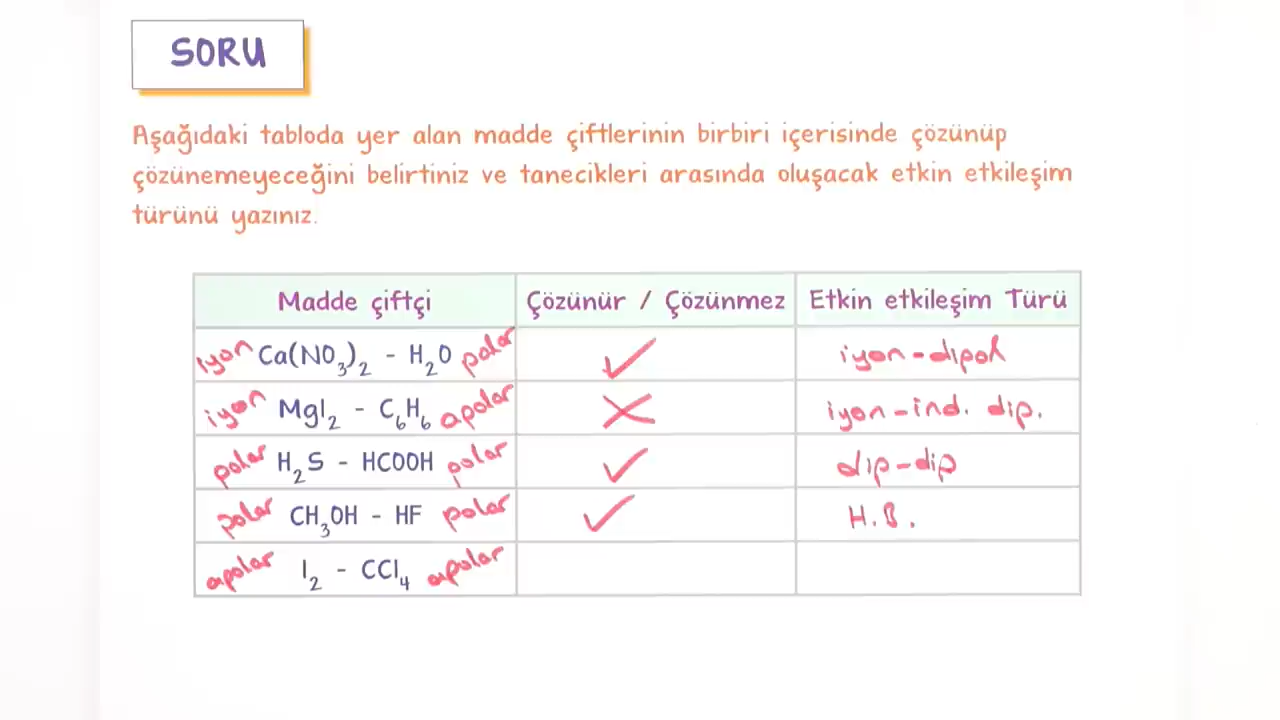 SORU
Aşağıdaki tabloda yer alan madde çiftlerinin birbiri içerisinde çözünüp
çözünemeyeceğini belirtiniz ve tanecikleri arasında oluşacak etkin etkileşim
türünü yazınız.
Madde çiftçi Çözünür / Çözünmez Etkin etkileşim Türü
iyon Ca(NO₃)₂ - H₂O polar ✓ iyon-dipol
iyon MgI₂ - C₆H₆ apolar ✗ iyon-ind. dip.
polar H₂S - HCOOH polar ✓ dip-dip
polar CH₃OH - HF polar ✓ H.B.
apolar I₂ - CCl₄ apolar